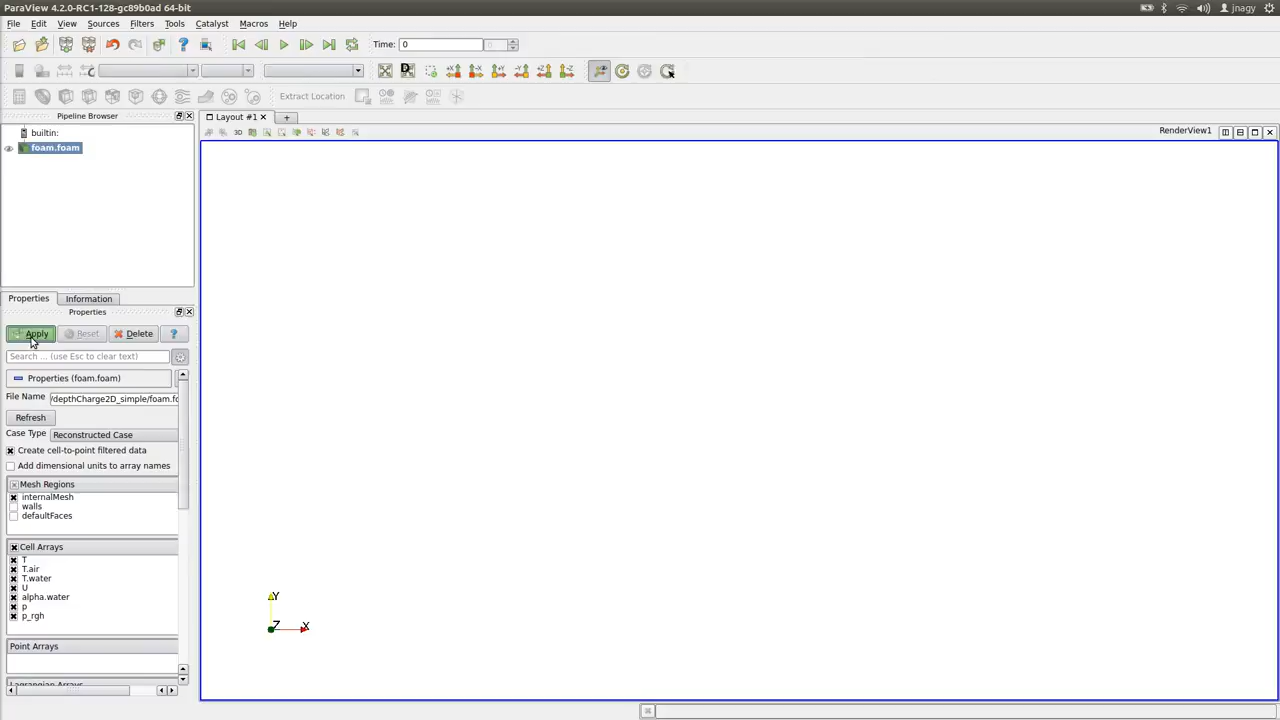 ParaView 4.2.0-RC1-128-gc89b0ad 64-bit
jnagy
File Edit View Sources Filters Tools Catalyst Macros Help
Time: 0 0
D +X -X +Y -Y +Z -Z
Extract Location
Pipeline Browser
Layout #1
builtin:
3D
RenderView1
foam.foam
Properties Information
Properties
Apply Reset Delete ?
Search ... (use Esc to clear text)
Properties (foam.foam)
File Name /depthCharge2D_simple/foam.fo
Refresh
Case Type Reconstructed Case
Create cell-to-point filtered data
Add dimensional units to array names
Mesh Regions
internalMesh
walls
defaultFaces
Cell Arrays
T
T.air
T.water
U
alpha.water
p
p_rgh
Point Arrays
Lagrangian Arrays
Y
Z X